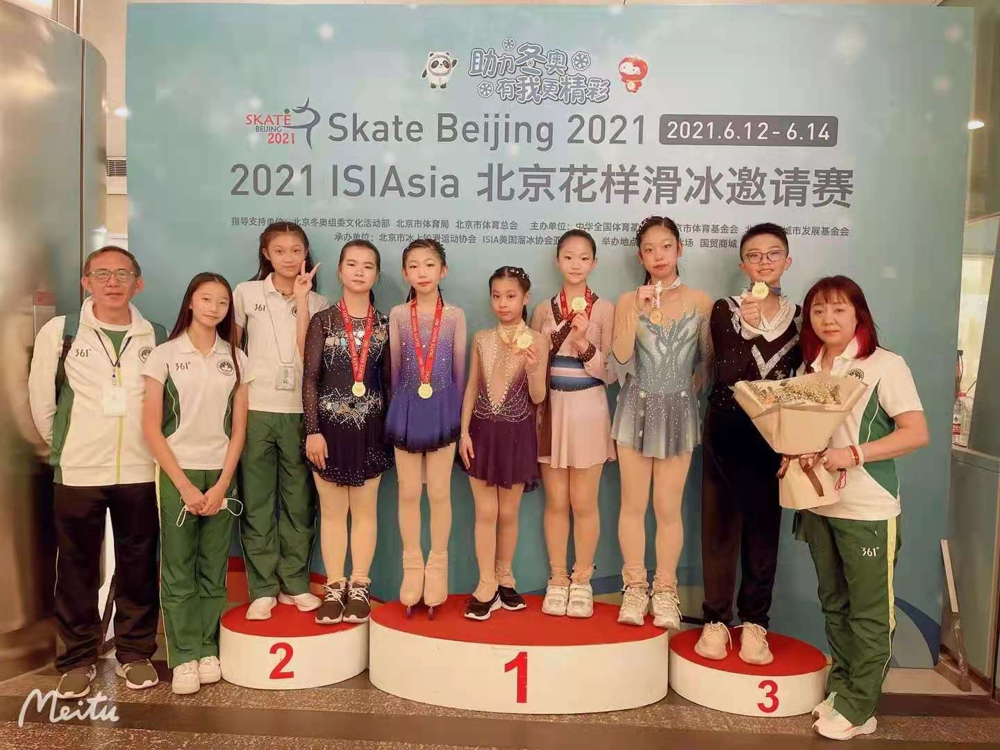 助力冬奥
有我更精彩
SKATE
BEIJING
2021
Skate Beijing 2021 2021.6.12-6.14
2021 ISIAsia 北京花样滑冰邀请赛
指导支持单位：北京冬奥组委文化活动部 北京市体育局 北京市体育总会 主办单位：中华全国体育基 京市体育基金会 北 城市发展基金会
承办单位：北京市冰上轮滑运动协会 ISIA美国溜冰协会亚 举办地点 冰场 国贸商城
361°
361°
361°
361°
361°
SKATE BEIJING 2021
2
1
3
Meitu